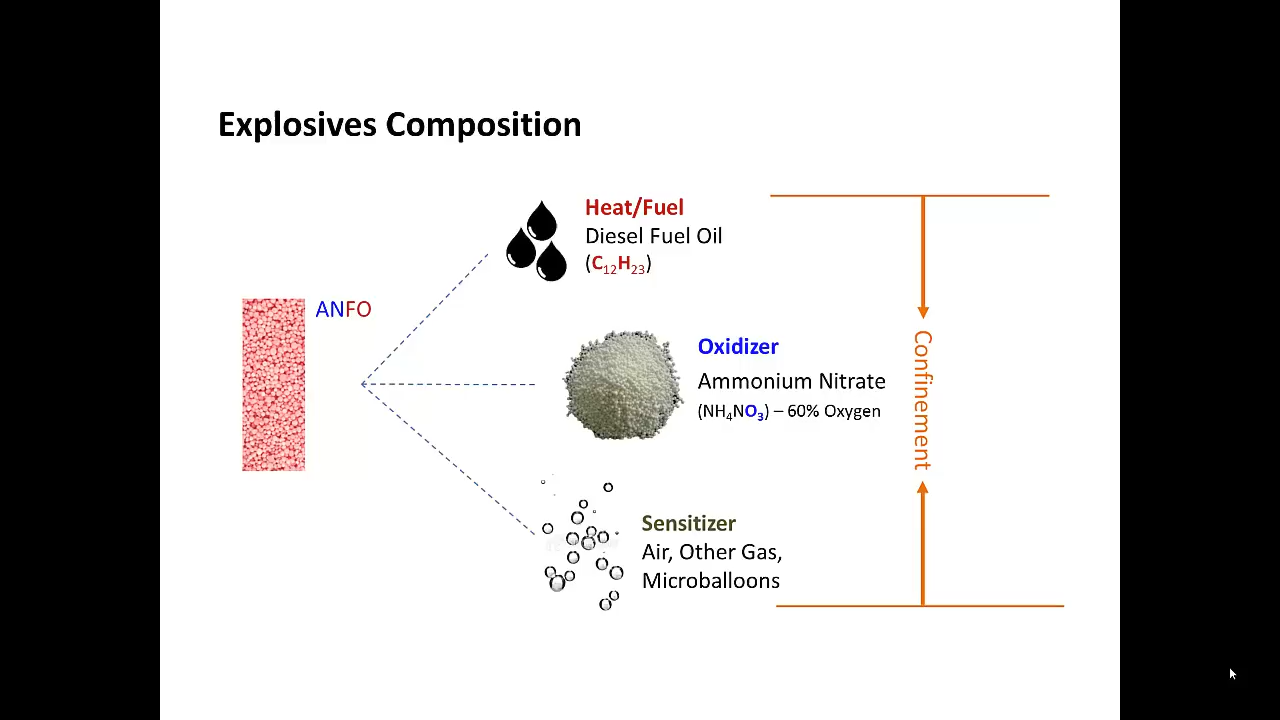 Explosives Composition
Heat/Fuel
Diesel Fuel Oil
(C₁₂H₂₃)
ANFO
Oxidizer
Ammonium Nitrate
(NH₄NO₃) – 60% Oxygen
Confinement
Sensitizer
Air, Other Gas,
Microballoons